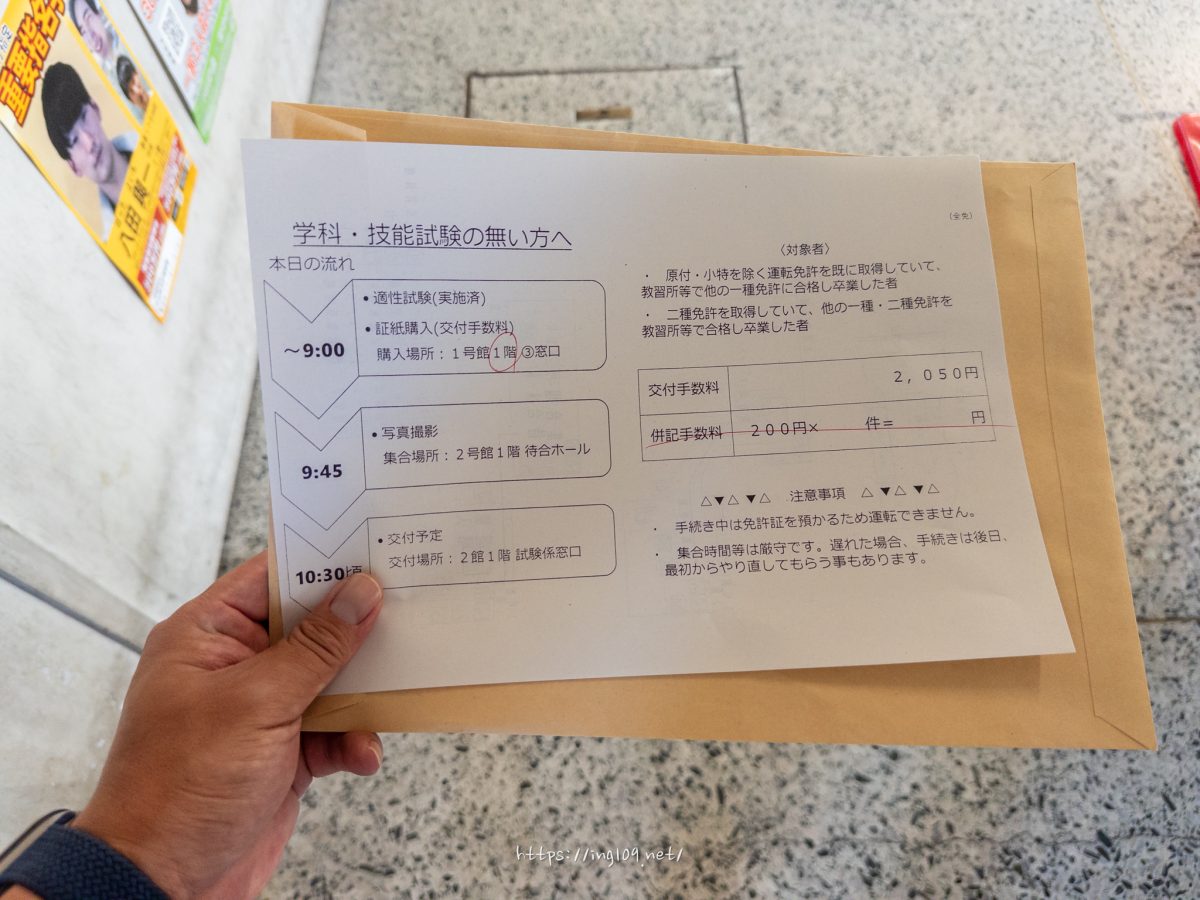 重要指名手
八田 與一
(全免)
学科・技能試験の無い方へ
本日の流れ
～9:00
• 適性試験(実施済)
• 証紙購入(交付手数料)
購入場所：１号館１階 ③窓口
9:45
• 写真撮影
集合場所：２号館１階 待合ホール
10:30頃
• 交付予定
交付場所：２館１階 試験係窓口
〈対象者〉
・ 原付・小特を除く運転免許を既に取得していて、
教習所等で他の一種免許に合格し卒業した者
・ 二種免許を取得していて、他の一種・二種免許を
教習所等で合格し卒業した者
交付手数料 ２，０５０円
併記手数料 ２００円× 件＝ 円
△▼△▼△ 注意事項 △▼△▼△
・ 手続き中は免許証を預かるため運転できません。
・ 集合時間等は厳守です。遅れた場合、手続きは後日、
最初からやり直してもらう事もあります。
https://ing109.net/